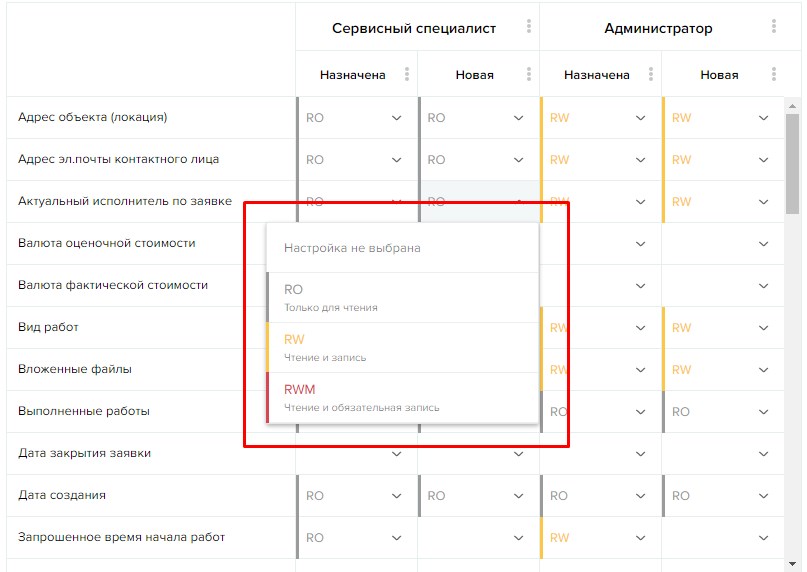 Сервисный специалист Администратор
Назначена Новая Назначена Новая
Адрес объекта (локация) RO RO RW RW
Адрес эл.почты контактного лица RO RO RW RW
Актуальный исполнитель по заявке RO RO RW RW
Валюта оценочной стоимости
Настройка не выбрана
Валюта фактической стоимости
RO
Только для чтения
Вид работ RW RW
RW
Чтение и запись
Вложенные файлы RW RW
RWM
Чтение и обязательная запись
Выполненные работы RO RO
Дата закрытия заявки
Дата создания RO RO RO RO
Запрошенное время начала работ RO RW